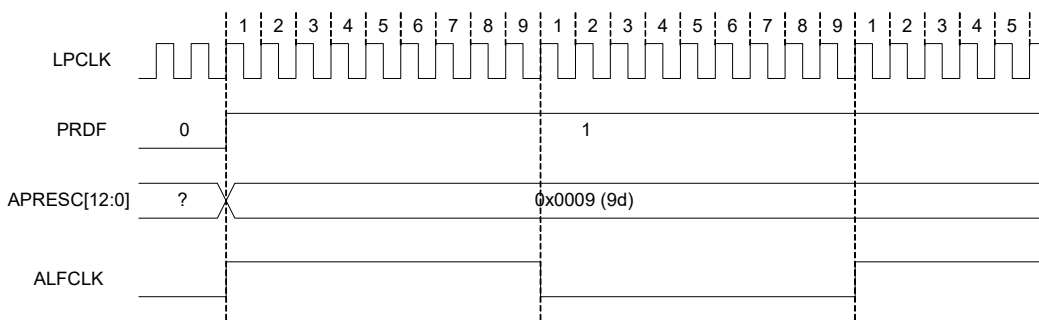 1 2 3 4 5 6 7 8 9 1 2 3 4 5 6 7 8 9 1 2 3 4 5
LPCLK
PRDF 0 1
APRESC[12:0] ? 0x0009 (9d)
ALFCLK